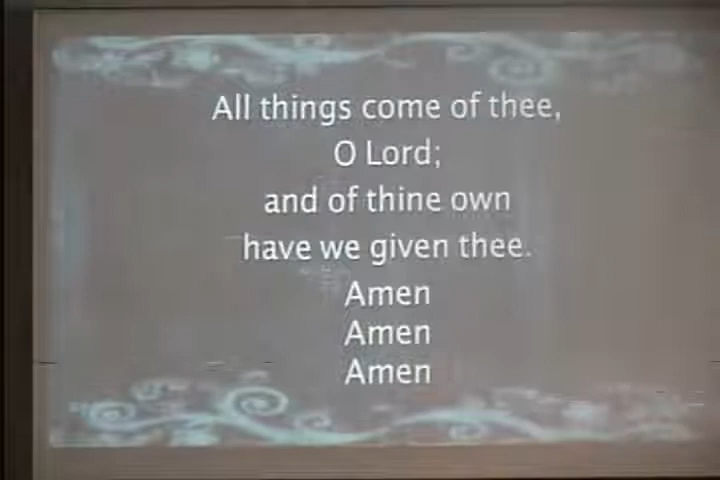 All things come of thee,
O Lord;
and of thine own
have we given thee.
Amen
Amen
Amen